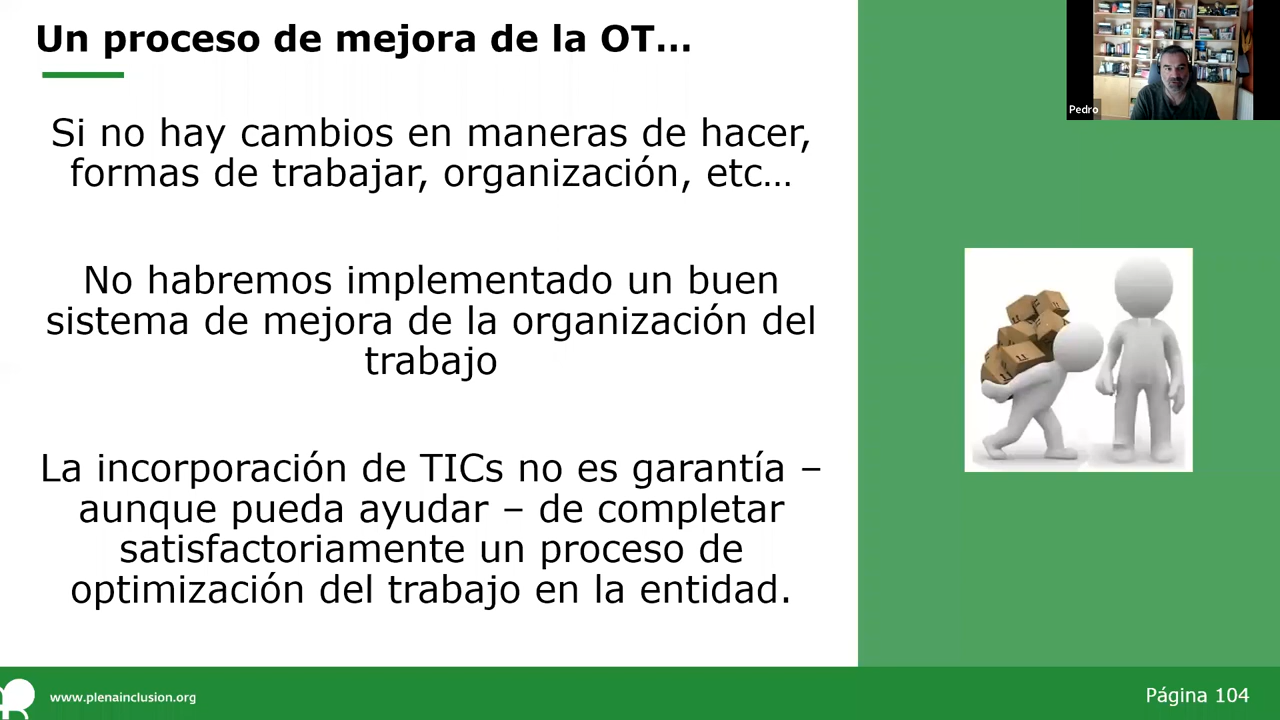 Un proceso de mejora de la OT...
Pedro
Si no hay cambios en maneras de hacer,
formas de trabajar, organización, etc...
No habremos implementado un buen
sistema de mejora de la organización del
trabajo
La incorporación de TICs no es garantía –
aunque pueda ayudar – de completar
satisfactoriamente un proceso de
optimización del trabajo en la entidad.
www.plenainclusion.org
Página 104